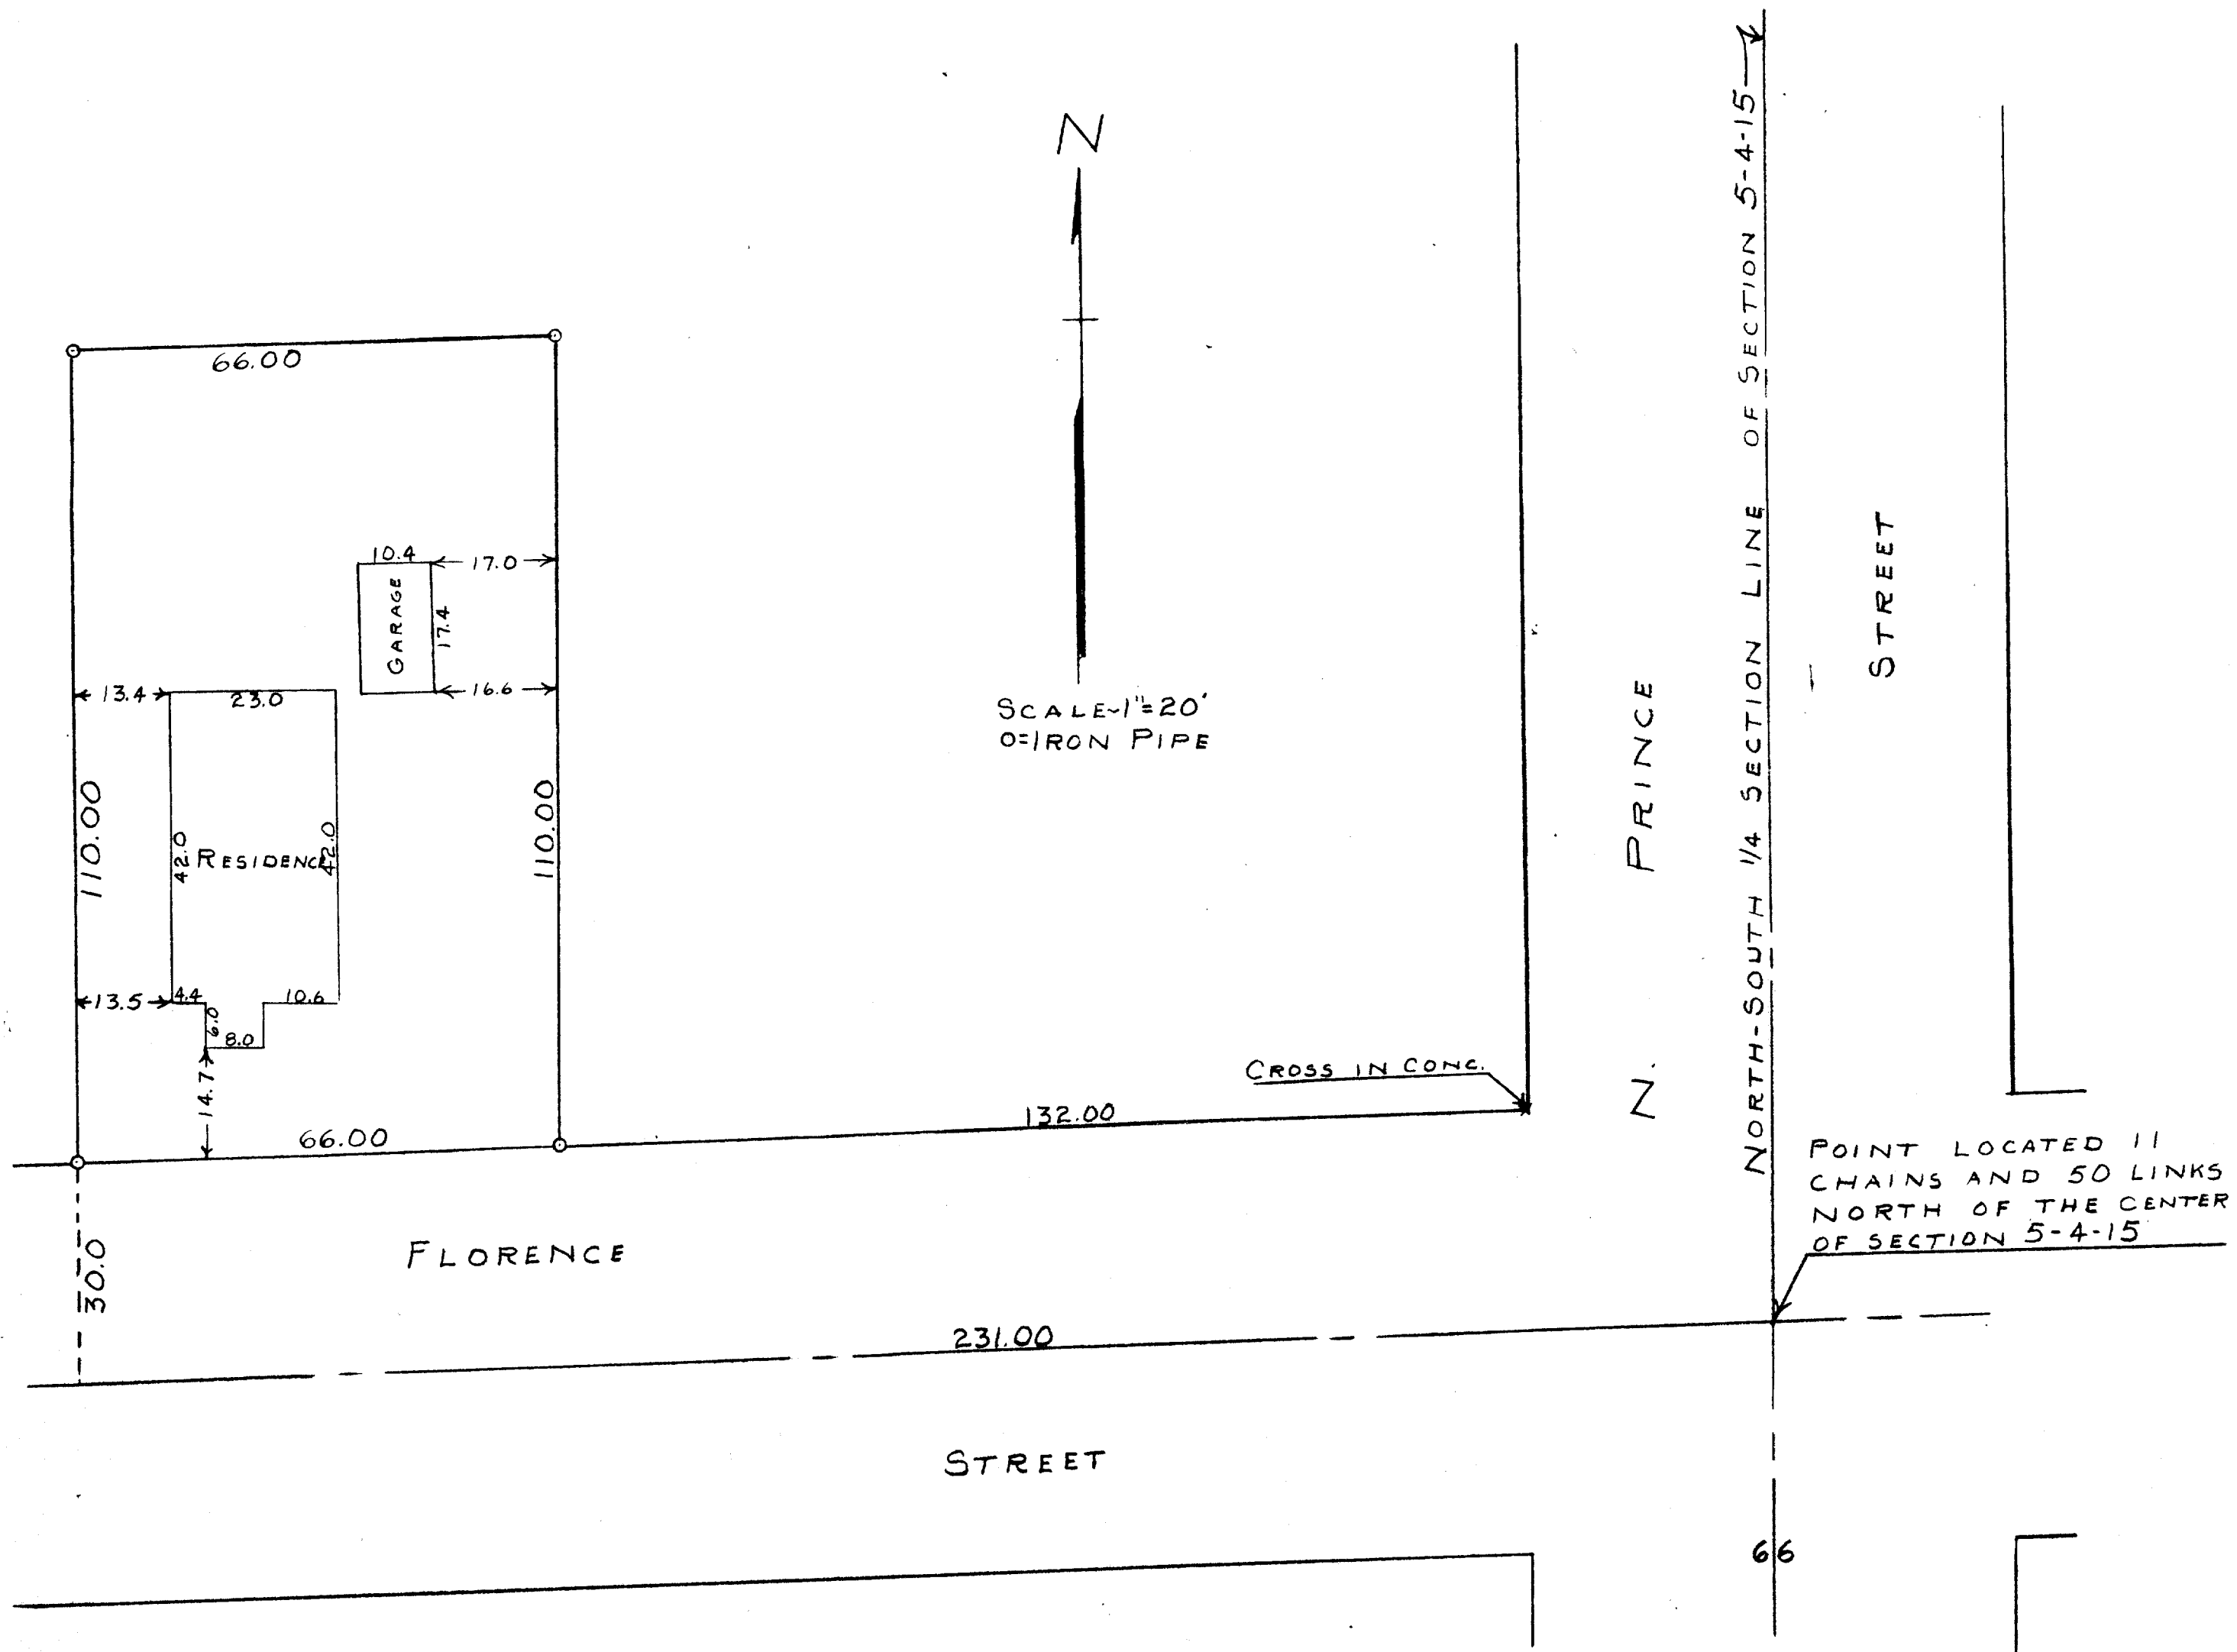 N
SCALE~1"=20'
O=IRON PIPE
66.00
10.4
17.0
GARAGE
17.4
16.6
13.4
23.0
110.00
42.0
RESIDENCE
42.0
110.00
13.5
4.4
10.6
6.0
8.0
14.7
66.00
132.00
CROSS IN CONC.
30.0
FLORENCE
STREET
231.00
N. PRINCE
STREET
NORTH-SOUTH 1/4 SECTION LINE OF SECTION 5-4-15
POINT LOCATED 11
CHAINS AND 50 LINKS
NORTH OF THE CENTER
OF SECTION 5-4-15
66